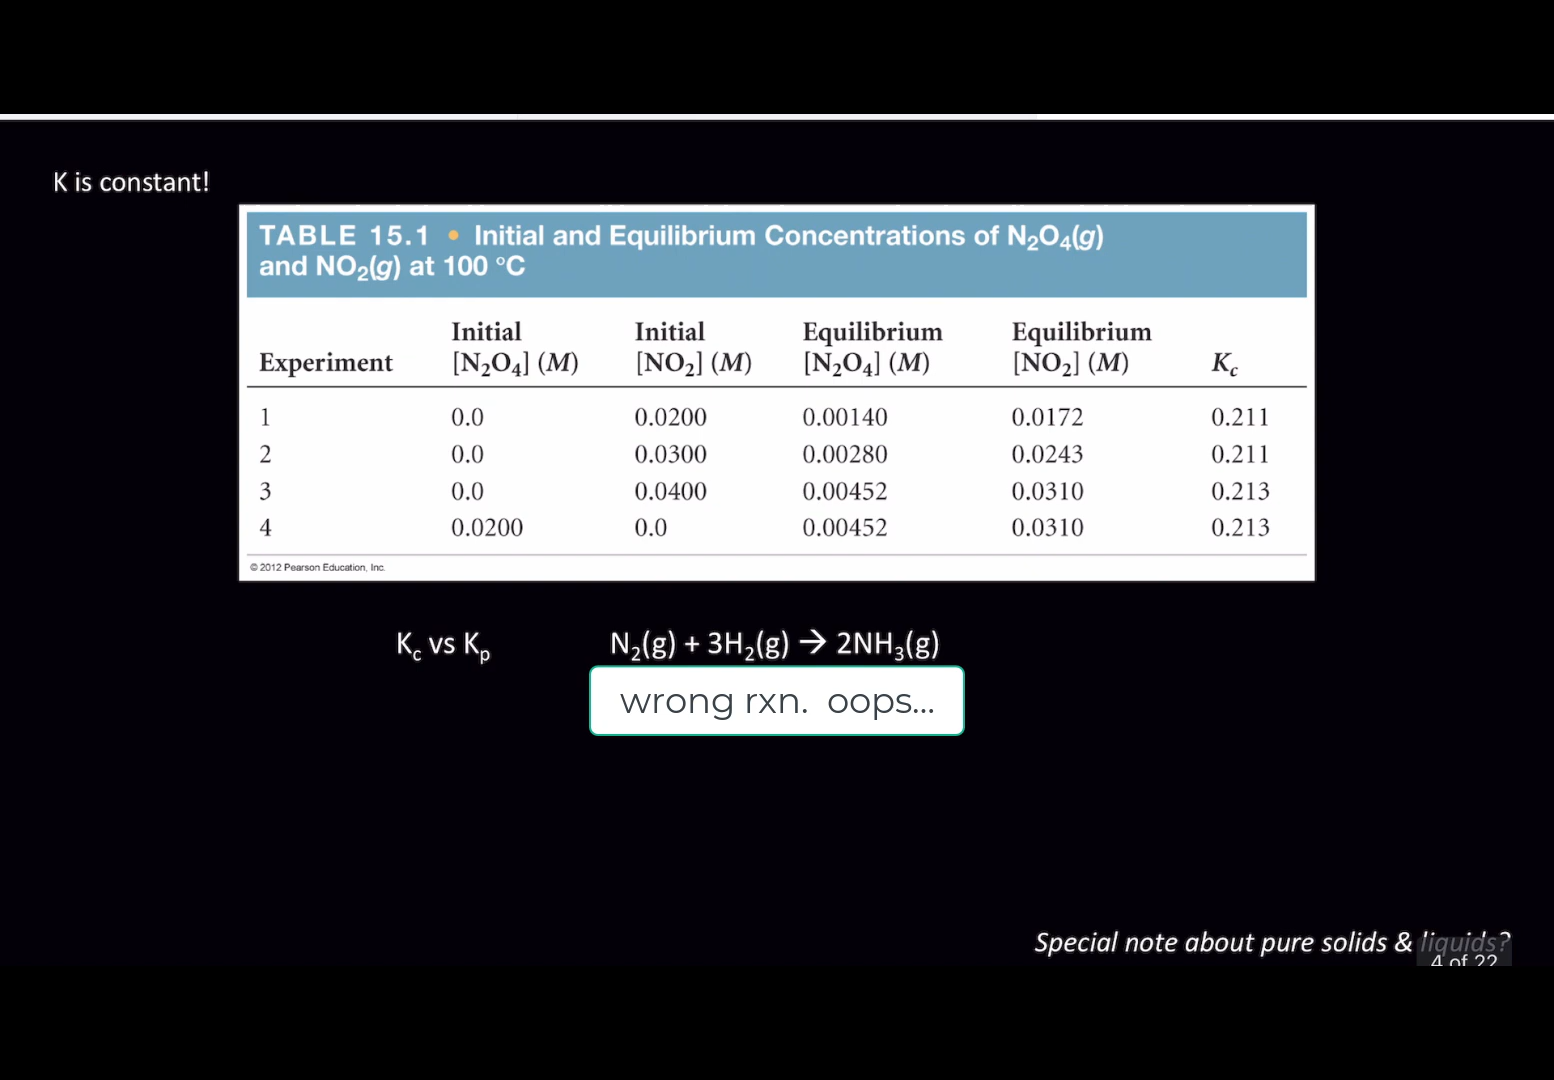 K is constant!
TABLE 15.1 • Initial and Equilibrium Concentrations of N₂O₄(g)
and NO₂(g) at 100 °C
Experiment Initial [N₂O₄] (M) Initial [NO₂] (M) Equilibrium [N₂O₄] (M) Equilibrium [NO₂] (M) Kc
1 0.0 0.0200 0.00140 0.0172 0.211
2 0.0 0.0300 0.00280 0.0243 0.211
3 0.0 0.0400 0.00452 0.0310 0.213
4 0.0200 0.0 0.00452 0.0310 0.213
© 2012 Pearson Education, Inc.
Kc vs Kp N₂(g) + 3H₂(g) → 2NH₃(g)
wrong rxn. oops...
Special note about pure solids & liquids?
4 of 22